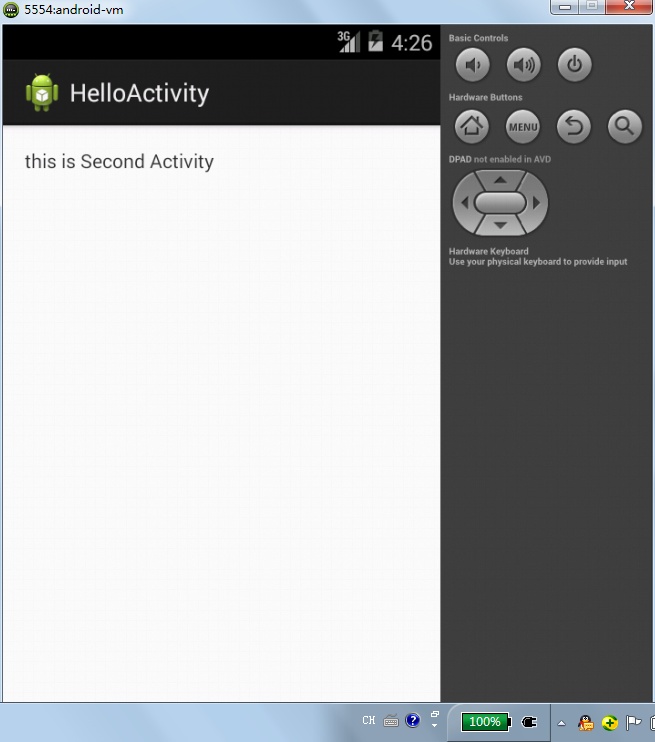 5554:android-vm
3G 4:26
HelloActivity
this is Second Activity
Basic Controls
Hardware Buttons
MENU
DPAD not enabled in AVD
Hardware Keyboard
Use your physical keyboard to provide input
CH ? 100%